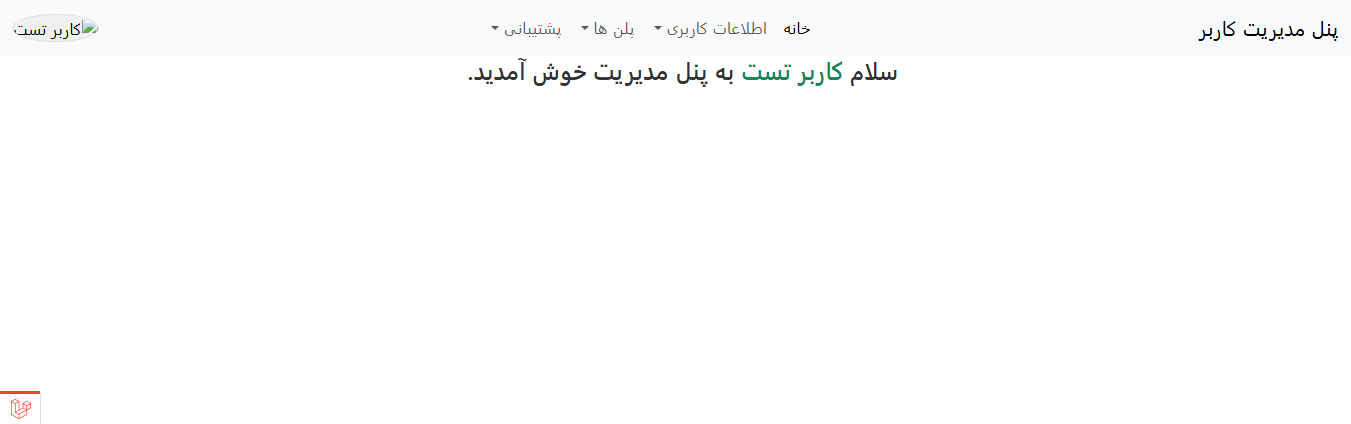 پنل مدیریت کاربر
خانه
اطلاعات کاربری
پلن ها
پشتیبانی
کاربر تست
سلام کاربر تست به پنل مدیریت خوش آمدید.